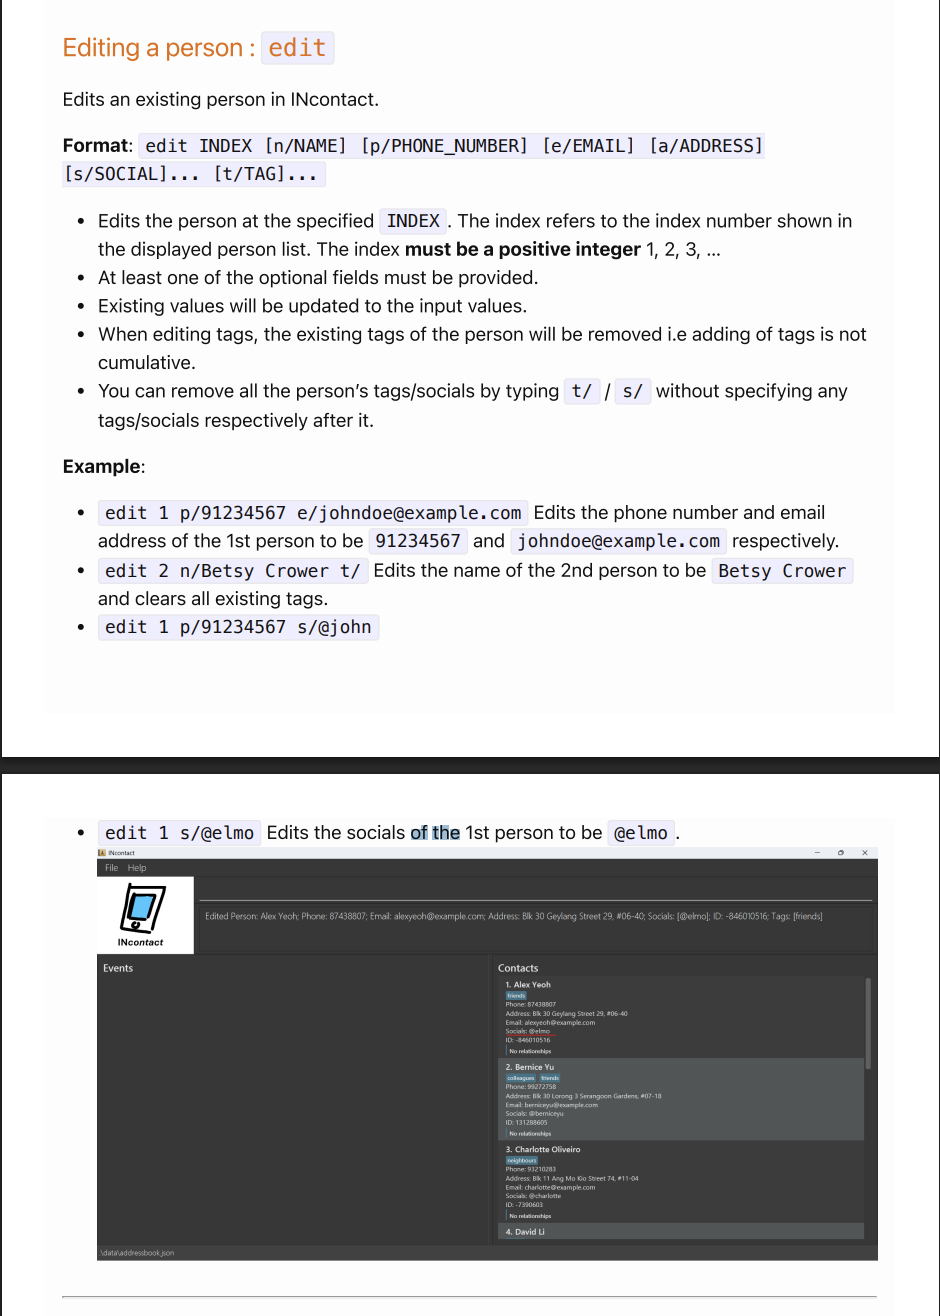 Editing a person : edit
Edits an existing person in INcontact.
Format: edit INDEX [n/NAME] [p/PHONE_NUMBER] [e/EMAIL] [a/ADDRESS]
[s/SOCIAL]... [t/TAG]...
• Edits the person at the specified INDEX . The index refers to the index number shown in
the displayed person list. The index must be a positive integer 1, 2, 3, …
• At least one of the optional fields must be provided.
• Existing values will be updated to the input values.
• When editing tags, the existing tags of the person will be removed i.e adding of tags is not
cumulative.
• You can remove all the person’s tags/socials by typing t/ / s/ without specifying any
tags/socials respectively after it.
Example:
• edit 1 p/91234567 e/johndoe@example.com Edits the phone number and email
address of the 1st person to be 91234567 and johndoe@example.com respectively.
• edit 2 n/Betsy Crower t/ Edits the name of the 2nd person to be Betsy Crower
and clears all existing tags.
• edit 1 p/91234567 s/@john
• edit 1 s/@elmo Edits the socials of the 1st person to be @elmo .
INcontact
File Help
INcontact
Edited Person: Alex Yeoh; Phone: 87438807; Email: alexyeoh@example.com; Address: Blk 30 Geylang Street 29, #06-40; Socials: [@elmo]; ID: -846010516; Tags: [friends]
Events
Contacts
1. Alex Yeoh
friends
Phone: 87438807
Address: Blk 30 Geylang Street 29, #06-40
Email: alexyeoh@example.com
Socials: @elmo
ID: -846010516
No relationships
2. Bernice Yu
colleagues friends
Phone: 99272758
Address: Blk 30 Lorong 3 Serangoon Gardens, #07-18
Email: berniceyu@example.com
Socials: @berniceyu
ID: 131288605
No relationships
3. Charlotte Oliveiro
neighbours
Phone: 93210283
Address: Blk 11 Ang Mo Kio Street 74, #11-04
Email: charlotte@example.com
Socials: @charlotte
ID: -7390603
No relationships
4. David Li
.\data\addressbook.json